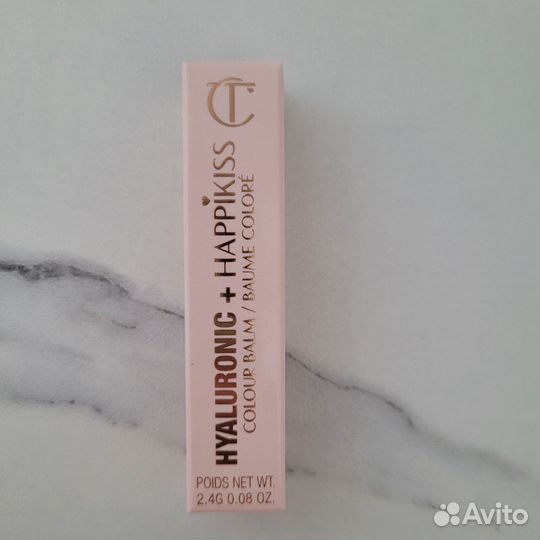 CT
HYALURONIC + HAPPIKISS
COLOUR BALM / BAUME COLORÉ
POIDS NET WT.
2.4G 0.08 OZ.
Avito